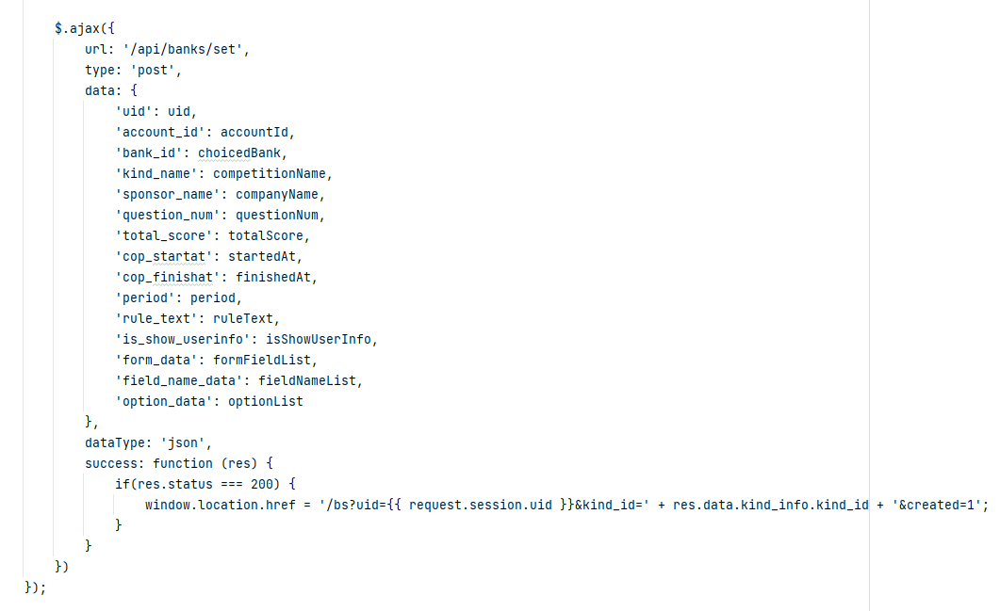 $.ajax({
url: '/api/banks/set',
type: 'post',
data: {
'uid': uid,
'account_id': accountId,
'bank_id': choicedBank,
'kind_name': competitionName,
'sponsor_name': companyName,
'question_num': questionNum,
'total_score': totalScore,
'cop_startat': startedAt,
'cop_finishat': finishedAt,
'period': period,
'rule_text': ruleText,
'is_show_userinfo': isShowUserInfo,
'form_data': formFieldList,
'field_name_data': fieldNameList,
'option_data': optionList
},
dataType: 'json',
success: function (res) {
if(res.status === 200) {
window.location.href = '/bs?uid={{ request.session.uid }}&kind_id=' + res.data.kind_info.kind_id + '&created=1';
}
}
})
});